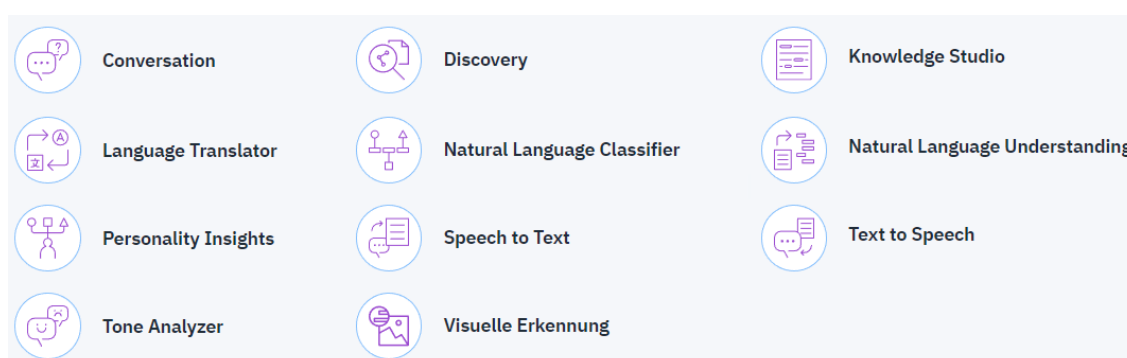 Conversation
Discovery
Knowledge Studio
Language Translator
Natural Language Classifier
Natural Language Understanding
Personality Insights
Speech to Text
Text to Speech
Tone Analyzer
Visuelle Erkennung